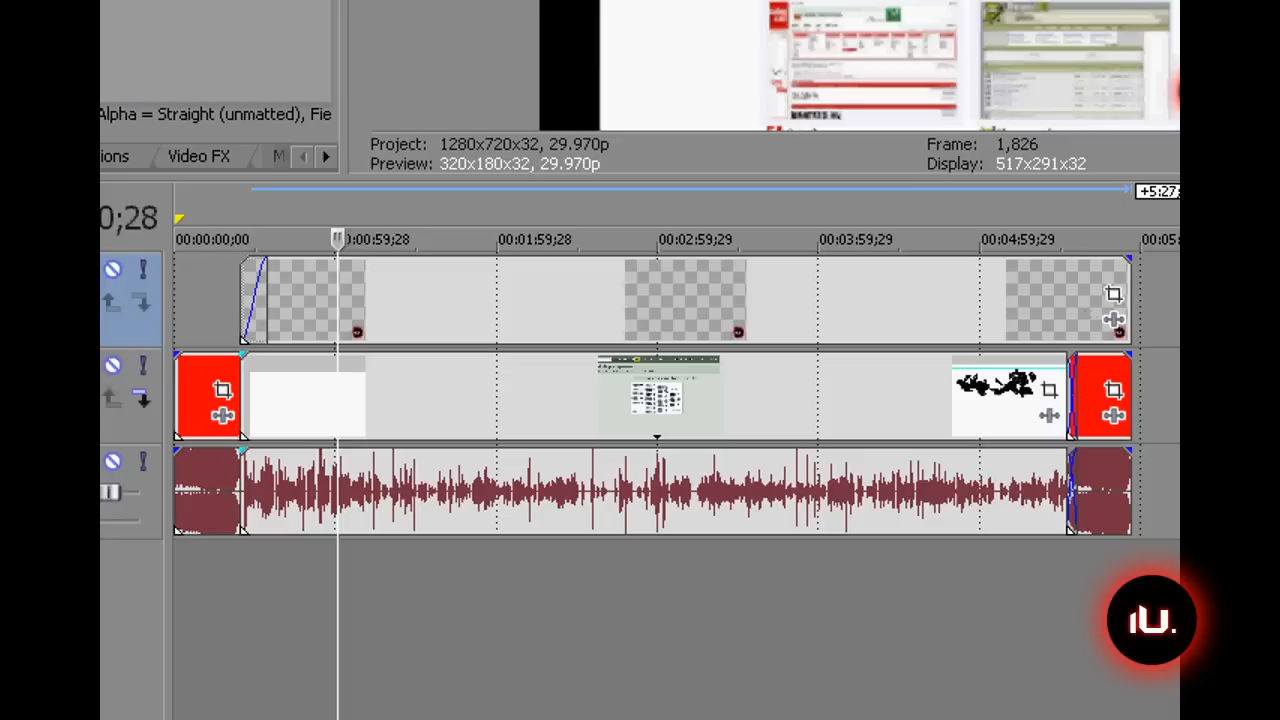 Alpha = Straight (unmatted), Fie
ions
Video FX
M
Project: 1280x720x32, 29.970p
Preview: 320x180x32, 29.970p
Frame: 1,826
Display: 517x291x32
+5:27;
0;28
00:00:00;00
0:00:59;28
00:01:59;28
00:02:59;29
00:03:59;29
00:04:59;29
00:05:
iU.